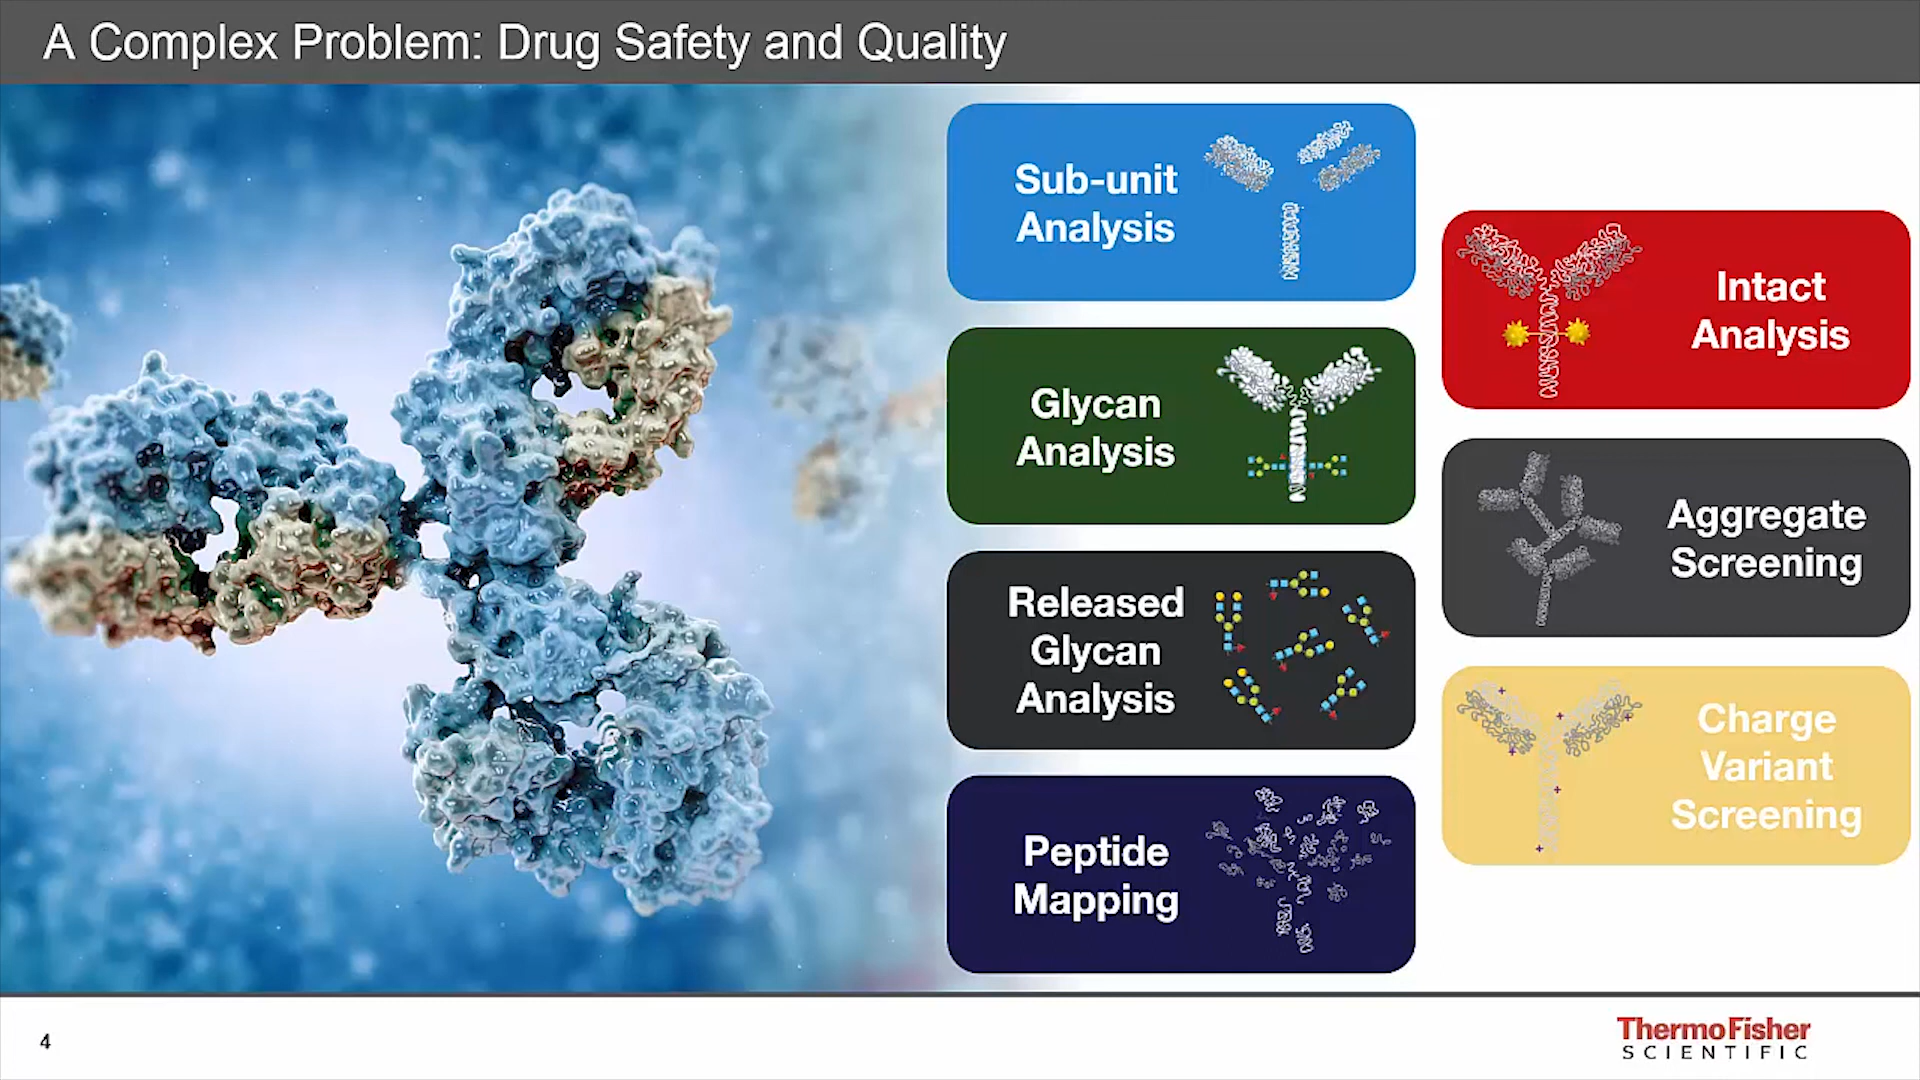 A Complex Problem: Drug Safety and Quality
Sub-unit
Analysis
Glycan
Analysis
Released
Glycan
Analysis
Peptide
Mapping
Intact
Analysis
Aggregate
Screening
Charge
Variant
Screening
4
ThermoFisher
SCIENTIFIC